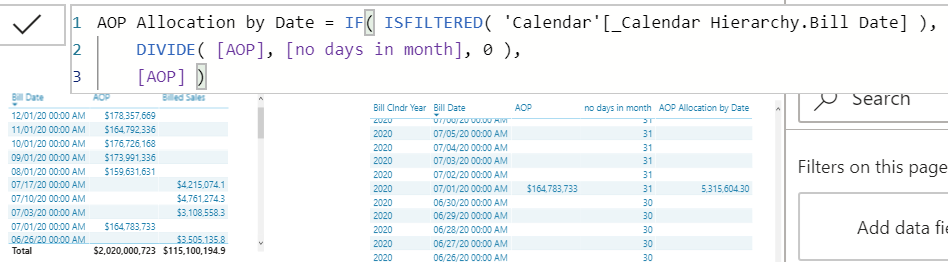 1 AOP Allocation by Date = IF( ISFILTERED( 'Calendar'[_Calendar Hierarchy.Bill Date] ),
2 DIVIDE( [AOP], [no days in month], 0 ),
3 [AOP] )
Bill Date AOP Billed Sales
12/01/20 00:00 AM $178,357,669
11/01/20 00:00 AM $164,792,336
10/01/20 00:00 AM $176,726,168
09/01/20 00:00 AM $173,991,336
08/01/20 00:00 AM $159,631,631
07/17/20 00:00 AM $4,215,074.1
07/10/20 00:00 AM $4,761,274.3
07/03/20 00:00 AM $3,108,558.3
07/01/20 00:00 AM $164,783,733
06/26/20 00:00 AM $3,505,135.8
Total $2,020,000,723 $115,100,194.9
Bill Clndr Year Bill Date AOP no days in month AOP Allocation by Date
2020 07/06/20 00:00 AM 31
2020 07/05/20 00:00 AM 31
2020 07/04/20 00:00 AM 31
2020 07/03/20 00:00 AM 31
2020 07/02/20 00:00 AM 31
2020 07/01/20 00:00 AM $164,783,733 31 5,315,604.30
2020 06/30/20 00:00 AM 30
2020 06/29/20 00:00 AM 30
2020 06/28/20 00:00 AM 30
2020 06/27/20 00:00 AM 30
2020 06/26/20 00:00 AM 30
Search
Filters on this page
Add data fie